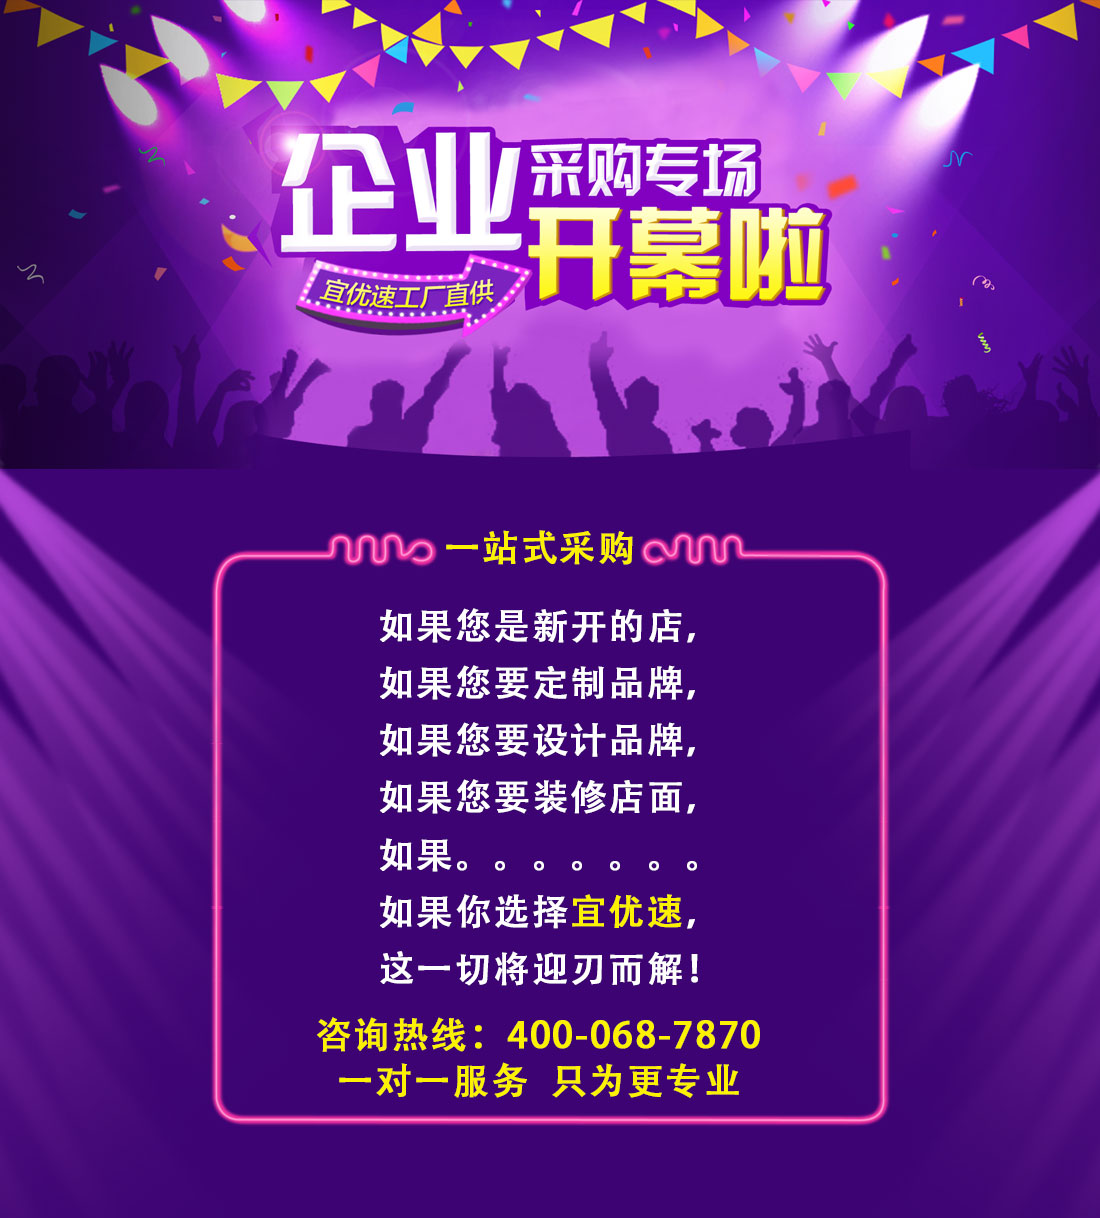 企业采购专场
开幕啦
宜优速工厂直供
一站式采购
如果您是新开的店,
如果您要定制品牌,
如果您要设计品牌,
如果您要装修店面,
如果。。。。。。。
如果你选择宜优速,
这一切将迎刃而解!
咨询热线：400-068-7870
一对一服务 只为更专业